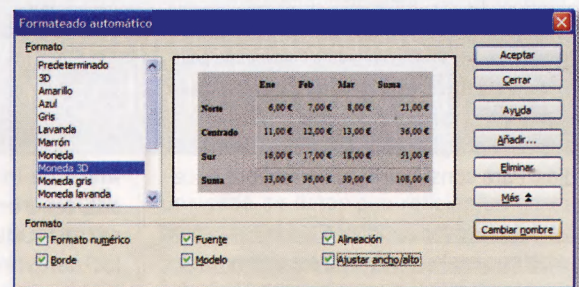 Formateado automático
Formato
Predeterminado
3D
Amarillo
Azul
Gris
Lavanda
Marrón
Moneda
Moneda 3D
Moneda gris
Moneda lavanda
Ene Feb Mar Suma
Norte 6,00 € 7,00 € 8,00 € 21,00 €
Centrado 11,00 € 12,00 € 13,00 € 36,00 €
Sur 16,00 € 17,00 € 18,00 € 51,00 €
Suma 33,00 € 36,00 € 39,00 € 108,00 €
Aceptar
Cerrar
Ayuda
Añadir...
Eliminar
Más
Cambiar nombre
Formato
Formato numérico
Fuente
Alineación
Borde
Modelo
Ajustar ancho/alto